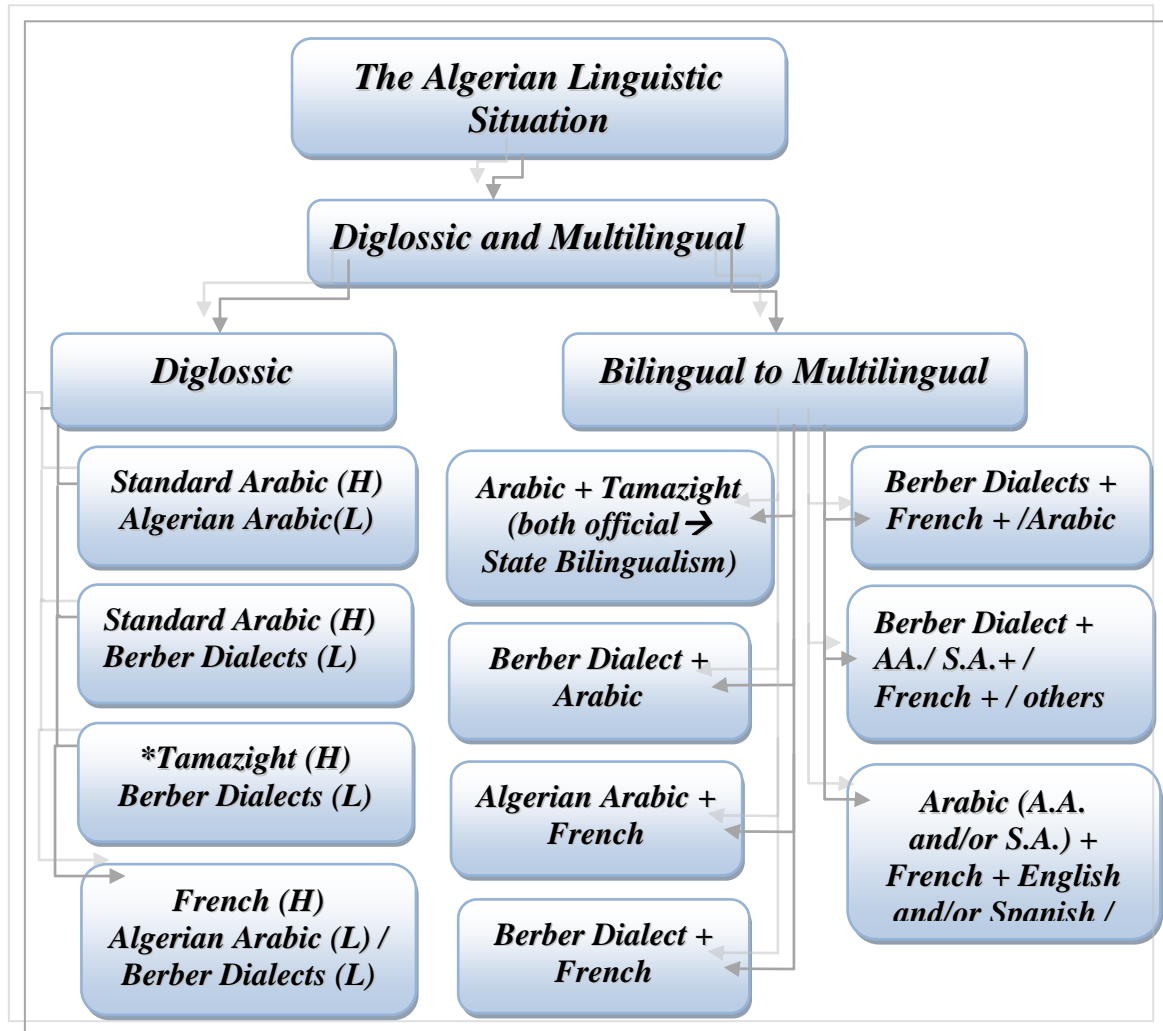 The Algerian Linguistic
Situation
Diglossic and Multilingual
Diglossic
Standard Arabic (H)
Algerian Arabic(L)
Standard Arabic (H)
Berber Dialects (L)
*Tamazight (H)
Berber Dialects (L)
French (H)
Algerian Arabic (L) /
Berber Dialects (L)
Bilingual to Multilingual
Arabic + Tamazight
(both official➔
State Bilingualism)
Berber Dialect +
Arabic
Algerian Arabic +
French
Berber Dialect +
French
Berber Dialects +
French + /Arabic
Berber Dialect +
AA./ S.A.+ /
French + / others
Arabic (A.A.
and/or S.A.) +
French + English
and/or Spanish /